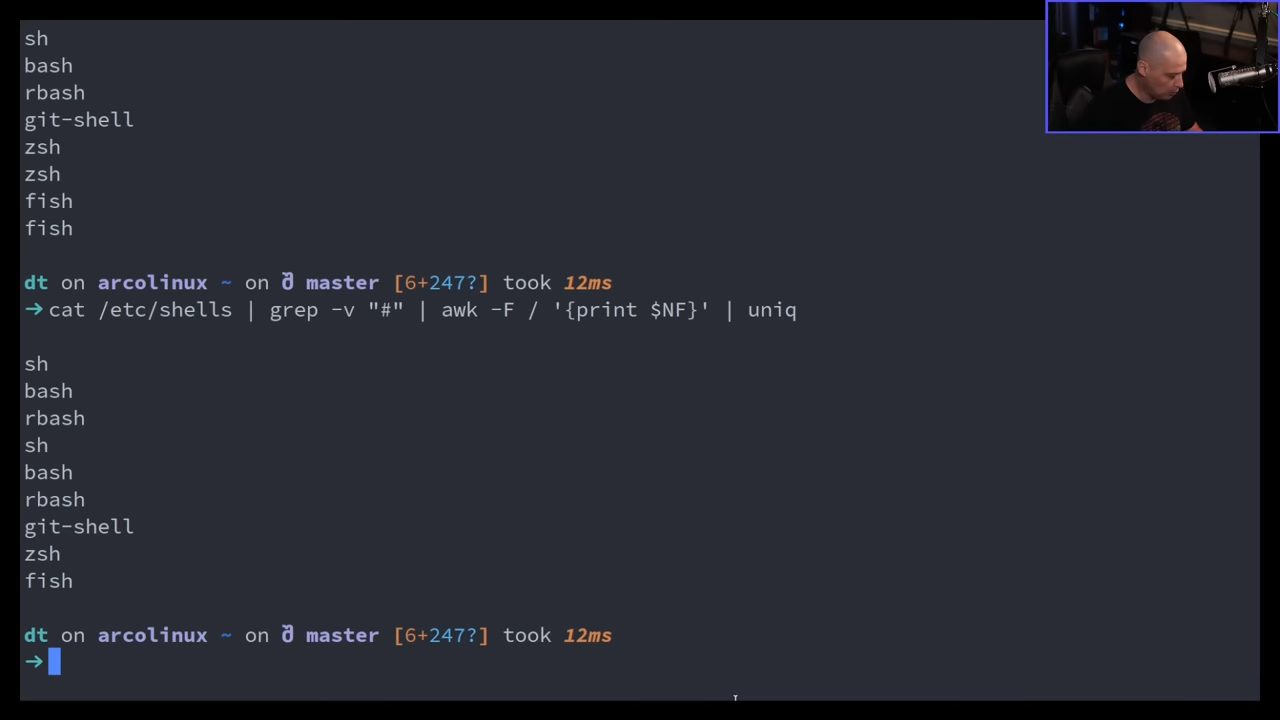 sh
bash
rbash
git-shell
zsh
zsh
fish
fish
dt on arcolinux ~ on ծ master [6+247?] took 12ms
→cat /etc/shells | grep -v "#" | awk -F / '{print $NF}' | uniq
sh
bash
rbash
sh
bash
rbash
git-shell
zsh
fish
dt on arcolinux ~ on ծ master [6+247?] took 12ms
→